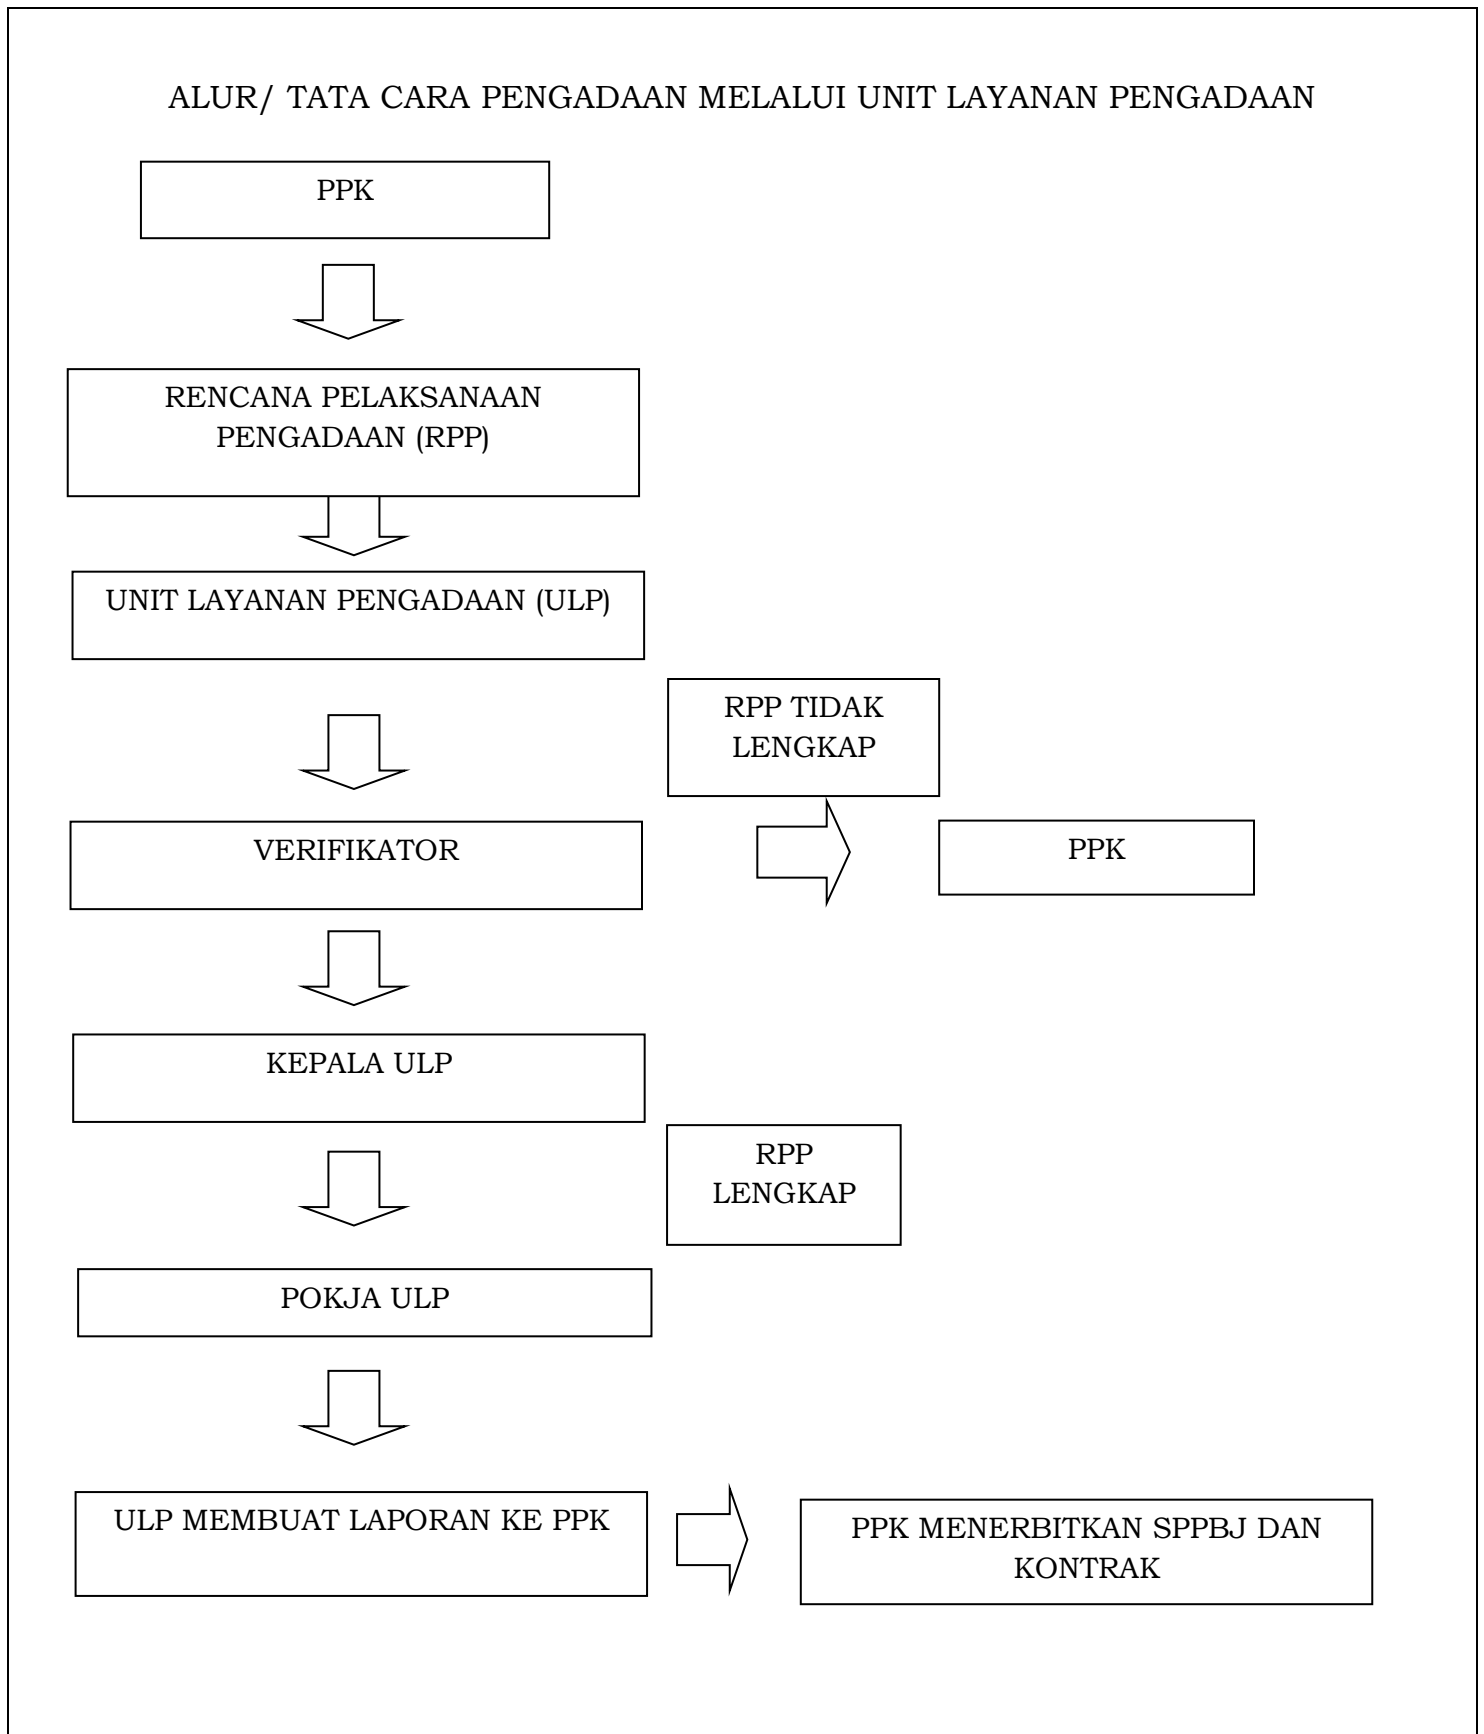 ALUR/ TATA CARA PENGADAAN MELALUI UNIT LAYANAN PENGADAAN
PPK
RENCANA PELAKSANAAN
PENGADAAN (RPP)
UNIT LAYANAN PENGADAAN (ULP)
RPP TIDAK
LENGKAP
VERIFIKATOR
PPK
KEPALA ULP
RPP
LENGKAP
POKJA ULP
ULP MEMBUAT LAPORAN KE PPK
PPK MENERBITKAN SPPBJ DAN
KONTRAK